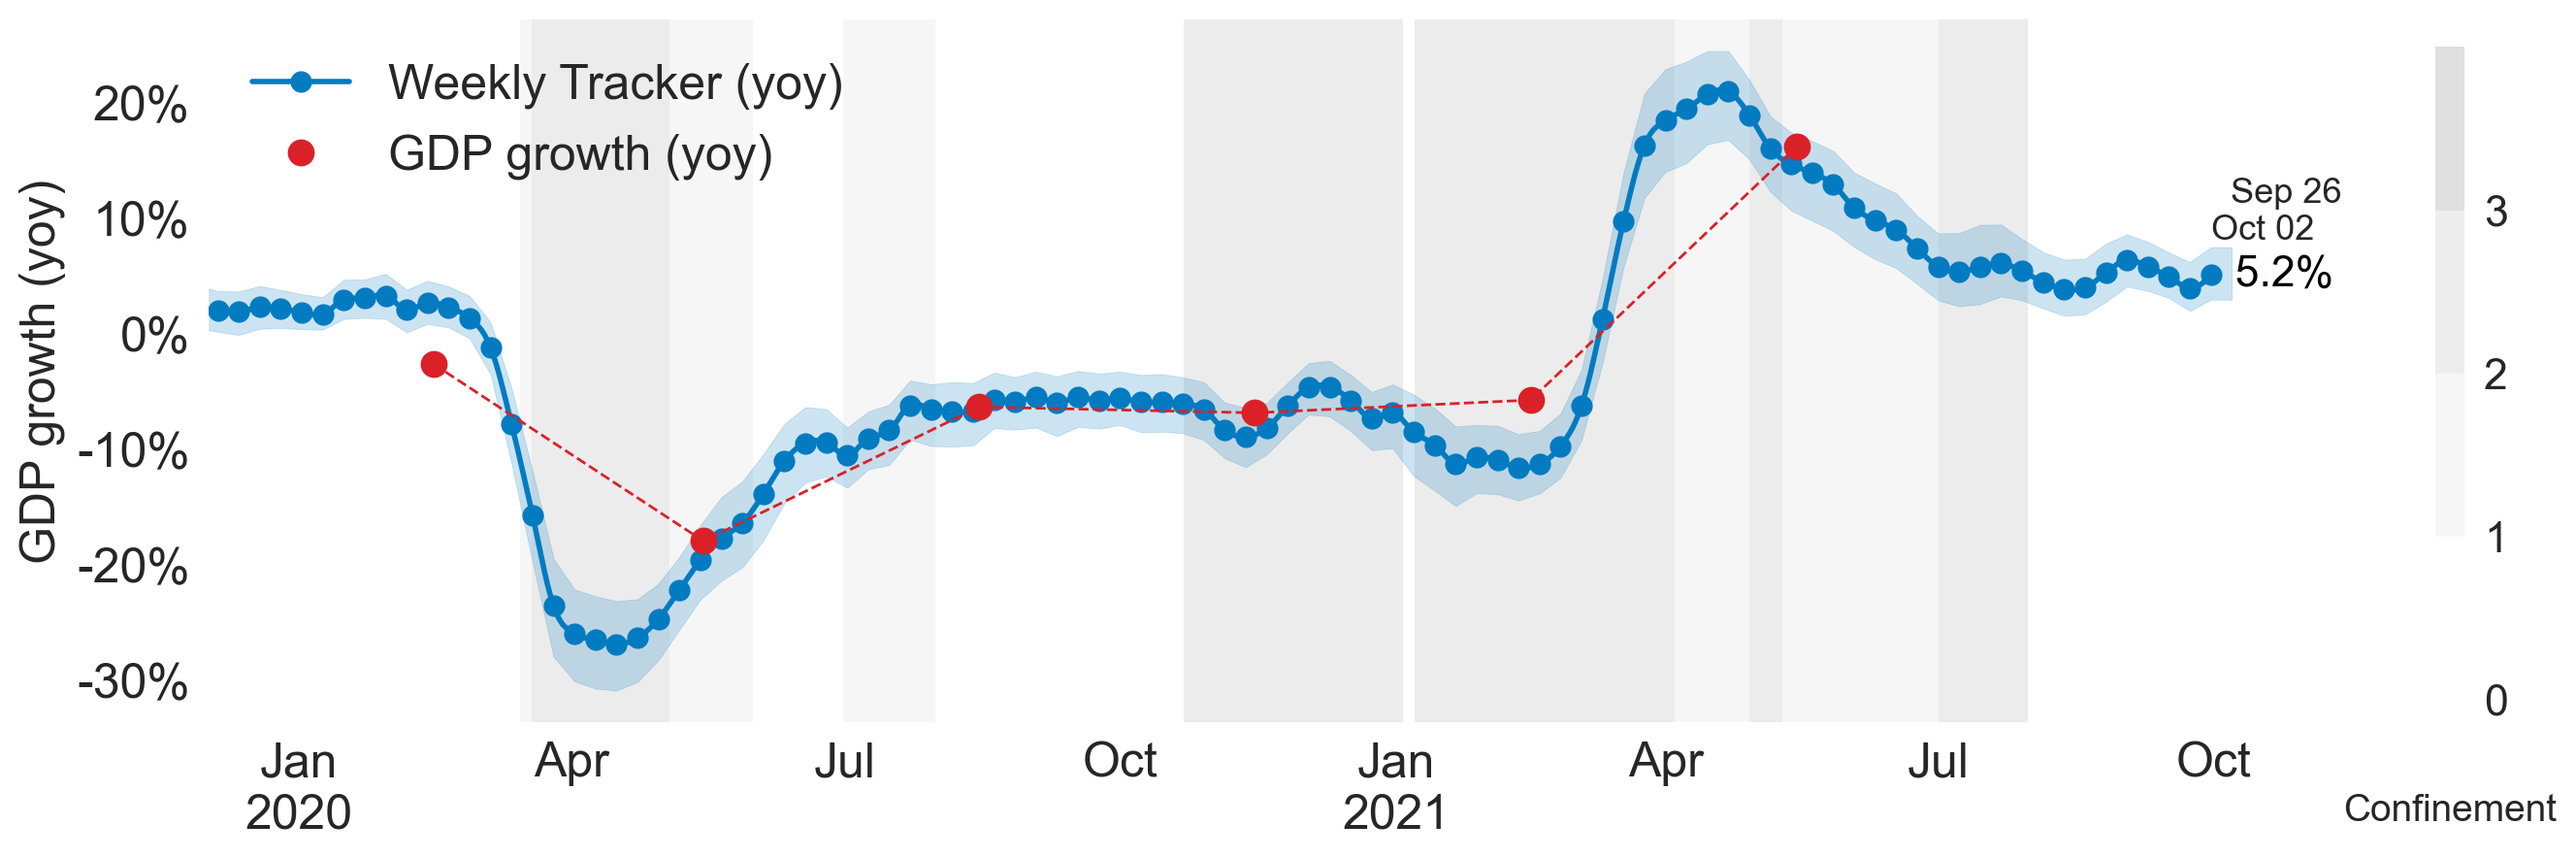 Weekly Tracker (yoy)
GDP growth (yoy)
GDP growth (yoy)
20%
10%
0%
-10%
-20%
-30%
Sep 26
Oct 02
5.2%
3
2
1
0
Jan Apr Jul Oct Jan Apr Jul Oct
2020 2021
Confinement